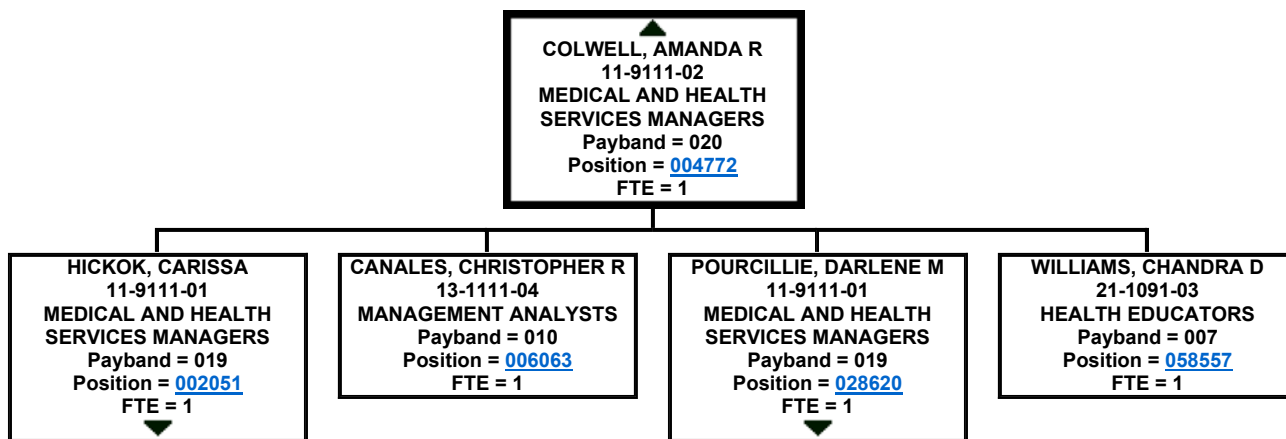 COLWELL, AMANDA R
11-9111-02
MEDICAL AND HEALTH
SERVICES MANAGERS
Payband = 020
Position = 004772
FTE = 1
HICKOK, CARISSA
11-9111-01
MEDICAL AND HEALTH
SERVICES MANAGERS
Payband = 019
Position = 002051
FTE = 1
CANALES, CHRISTOPHER R
13-1111-04
MANAGEMENT ANALYSTS
Payband = 010
Position = 006063
FTE = 1
POURCILLIE, DARLENE M
11-9111-01
MEDICAL AND HEALTH
SERVICES MANAGERS
Payband = 019
Position = 028620
FTE = 1
WILLIAMS, CHANDRA D
21-1091-03
HEALTH EDUCATORS
Payband = 007
Position = 058557
FTE = 1